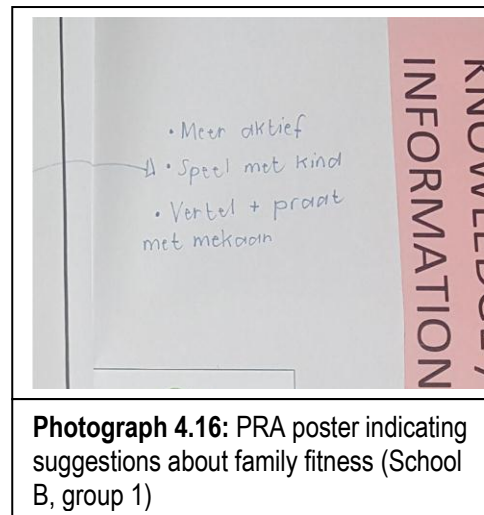 • Meer aktief
• Speel met kind
• Vertel + praat
met mekaar
KNOWLEDGE
INFORMATION
Photograph 4.16: PRA poster indicating
suggestions about family fitness (School
B, group 1)